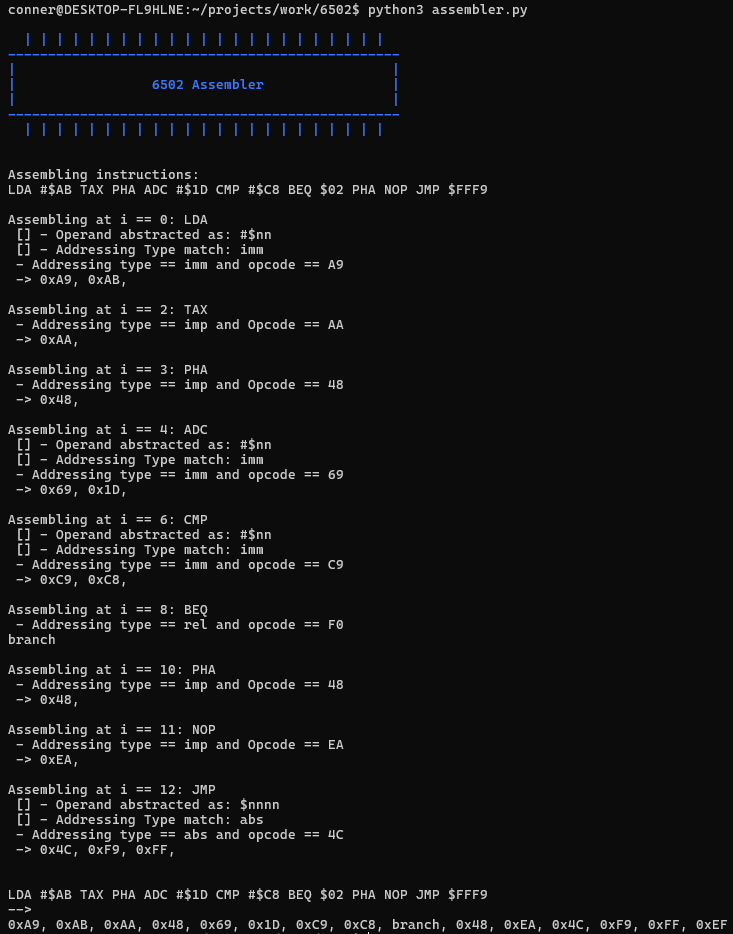 conner@DESKTOP-FL9HLNE:~/projects/work/6502$ python3 assembler.py
6502 Assembler
Assembling instructions:
LDA #$AB TAX PHA ADC #$1D CMP #$C8 BEQ $02 PHA NOP JMP $FFF9
Assembling at i == 0: LDA
[] - Operand abstracted as: #$nn
[] - Addressing Type match: imm
- Addressing type == imm and opcode == A9
-> 0xA9, 0xAB,
Assembling at i == 2: TAX
- Addressing type == imp and Opcode == AA
-> 0xAA,
Assembling at i == 3: PHA
- Addressing type == imp and Opcode == 48
-> 0x48,
Assembling at i == 4: ADC
[] - Operand abstracted as: #$nn
[] - Addressing Type match: imm
- Addressing type == imm and opcode == 69
-> 0x69, 0x1D,
Assembling at i == 6: CMP
[] - Operand abstracted as: #$nn
[] - Addressing Type match: imm
- Addressing type == imm and opcode == C9
-> 0xC9, 0xC8,
Assembling at i == 8: BEQ
- Addressing type == rel and opcode == F0
branch
Assembling at i == 10: PHA
- Addressing type == imp and Opcode == 48
-> 0x48,
Assembling at i == 11: NOP
- Addressing type == imp and Opcode == EA
-> 0xEA,
Assembling at i == 12: JMP
[] - Operand abstracted as: $nnnn
[] - Addressing Type match: abs
- Addressing type == abs and opcode == 4C
-> 0x4C, 0xF9, 0xFF,
LDA #$AB TAX PHA ADC #$1D CMP #$C8 BEQ $02 PHA NOP JMP $FFF9
-->
0xA9, 0xAB, 0xAA, 0x48, 0x69, 0x1D, 0xC9, 0xC8, branch, 0x48, 0xEA, 0x4C, 0xF9, 0xFF, 0xEF